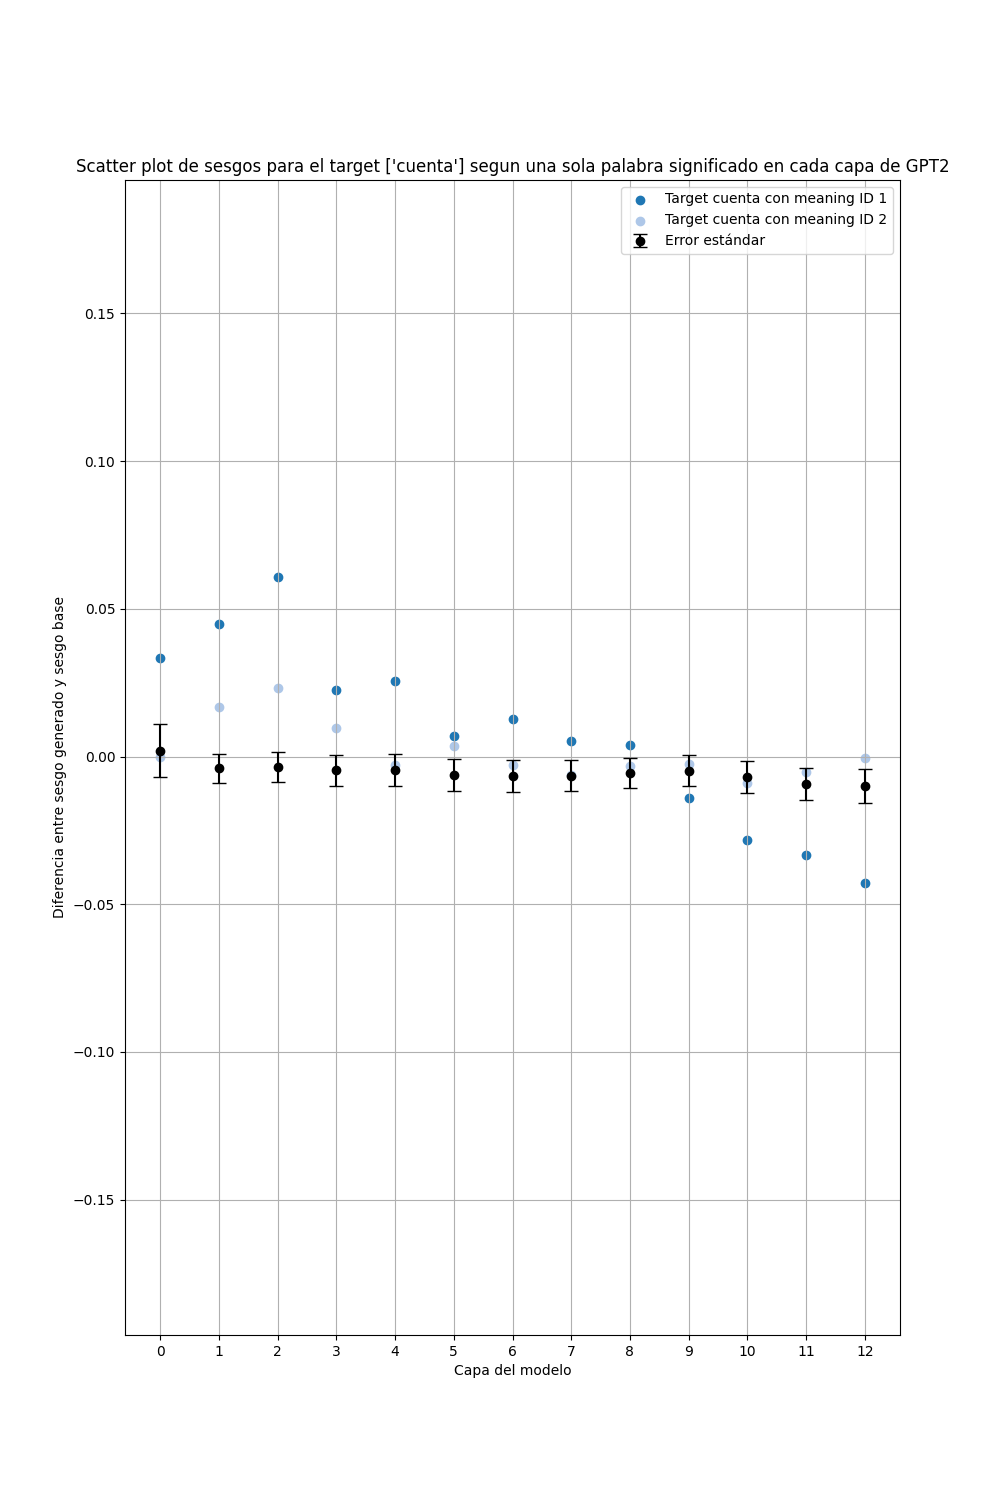 Scatter plot de sesgos para el target ['cuenta'] segun una sola palabra significado en cada capa de GPT2
Target cuenta con meaning ID 1
Target cuenta con meaning ID 2
Error estándar
Diferencia entre sesgo generado y sesgo base
0.15
0.10
0.05
0.00
−0.05
−0.10
−0.15
0 1 2 3 4 5 6 7 8 9 10 11 12
Capa del modelo